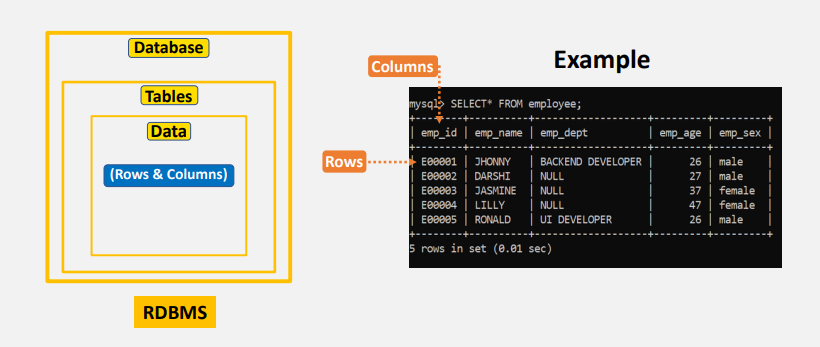 Database
Tables
Data
(Rows & Columns)
RDBMS
Example
Columns
Rows
mysql> SELECT* FROM employee;
+--------+----------+-------------------+---------+---------+
| emp_id | emp_name | emp_dept | emp_age | emp_sex |
+--------+----------+-------------------+---------+---------+
| E00001 | JHONNY | BACKEND DEVELOPER | 26 | male |
| E00002 | DARSHI | NULL | 27 | male |
| E00003 | JASMINE | NULL | 37 | female |
| E00004 | LILLY | NULL | 47 | female |
| E00005 | RONALD | UI DEVELOPER | 26 | male |
+--------+----------+-------------------+---------+---------+
5 rows in set (0.01 sec)